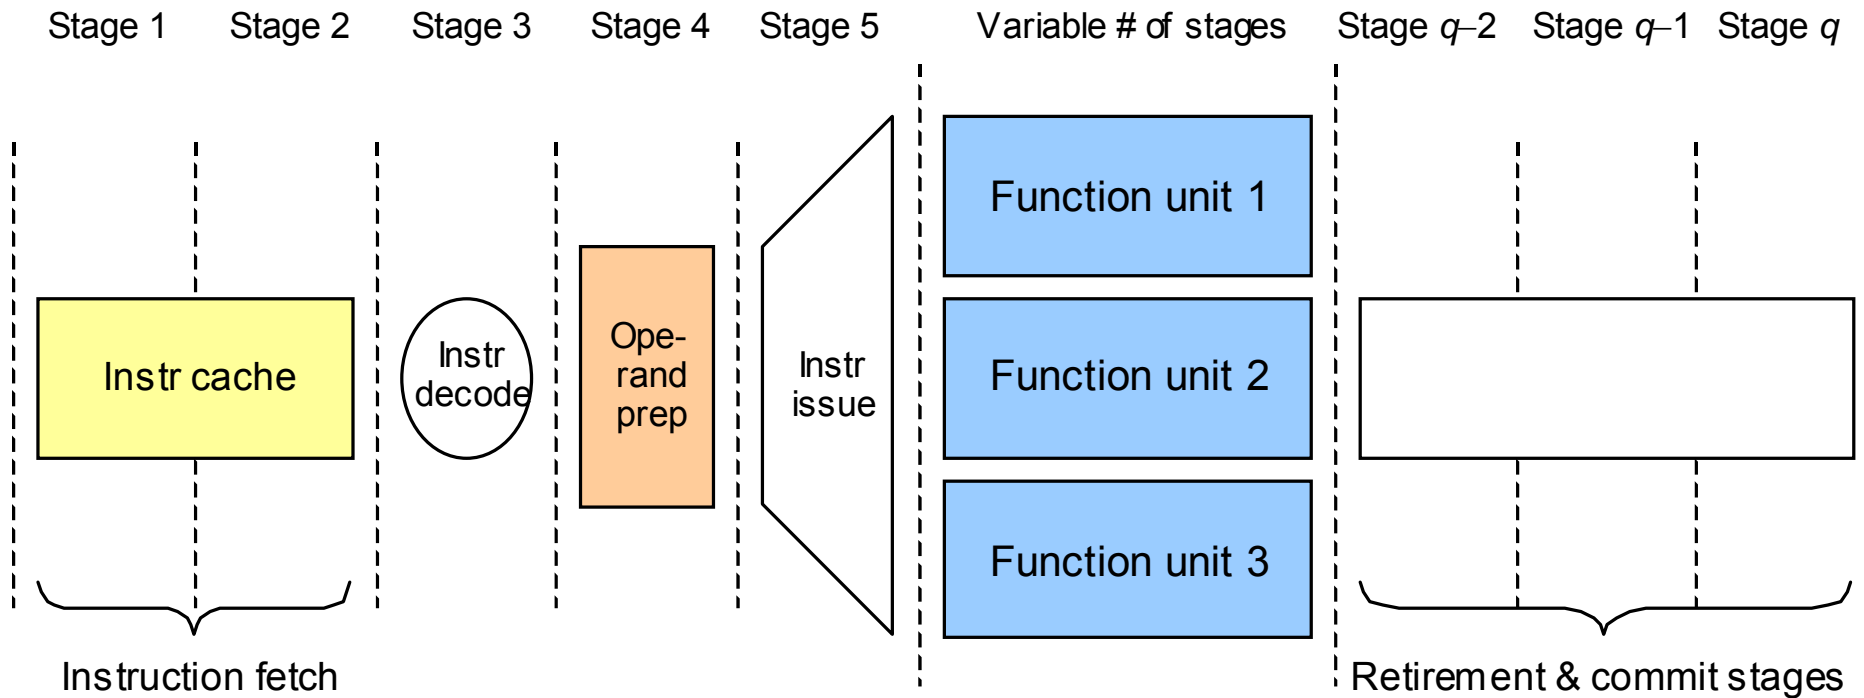 Stage 1 Stage 2 Stage 3 Stage 4 Stage 5 Variable # of stages Stage q–2 Stage q–1 Stage q
Instr cache
Instr
decode
Ope-
rand
prep
Instr
issue
Function unit 1
Function unit 2
Function unit 3
Instruction fetch
Retirement & commit stages